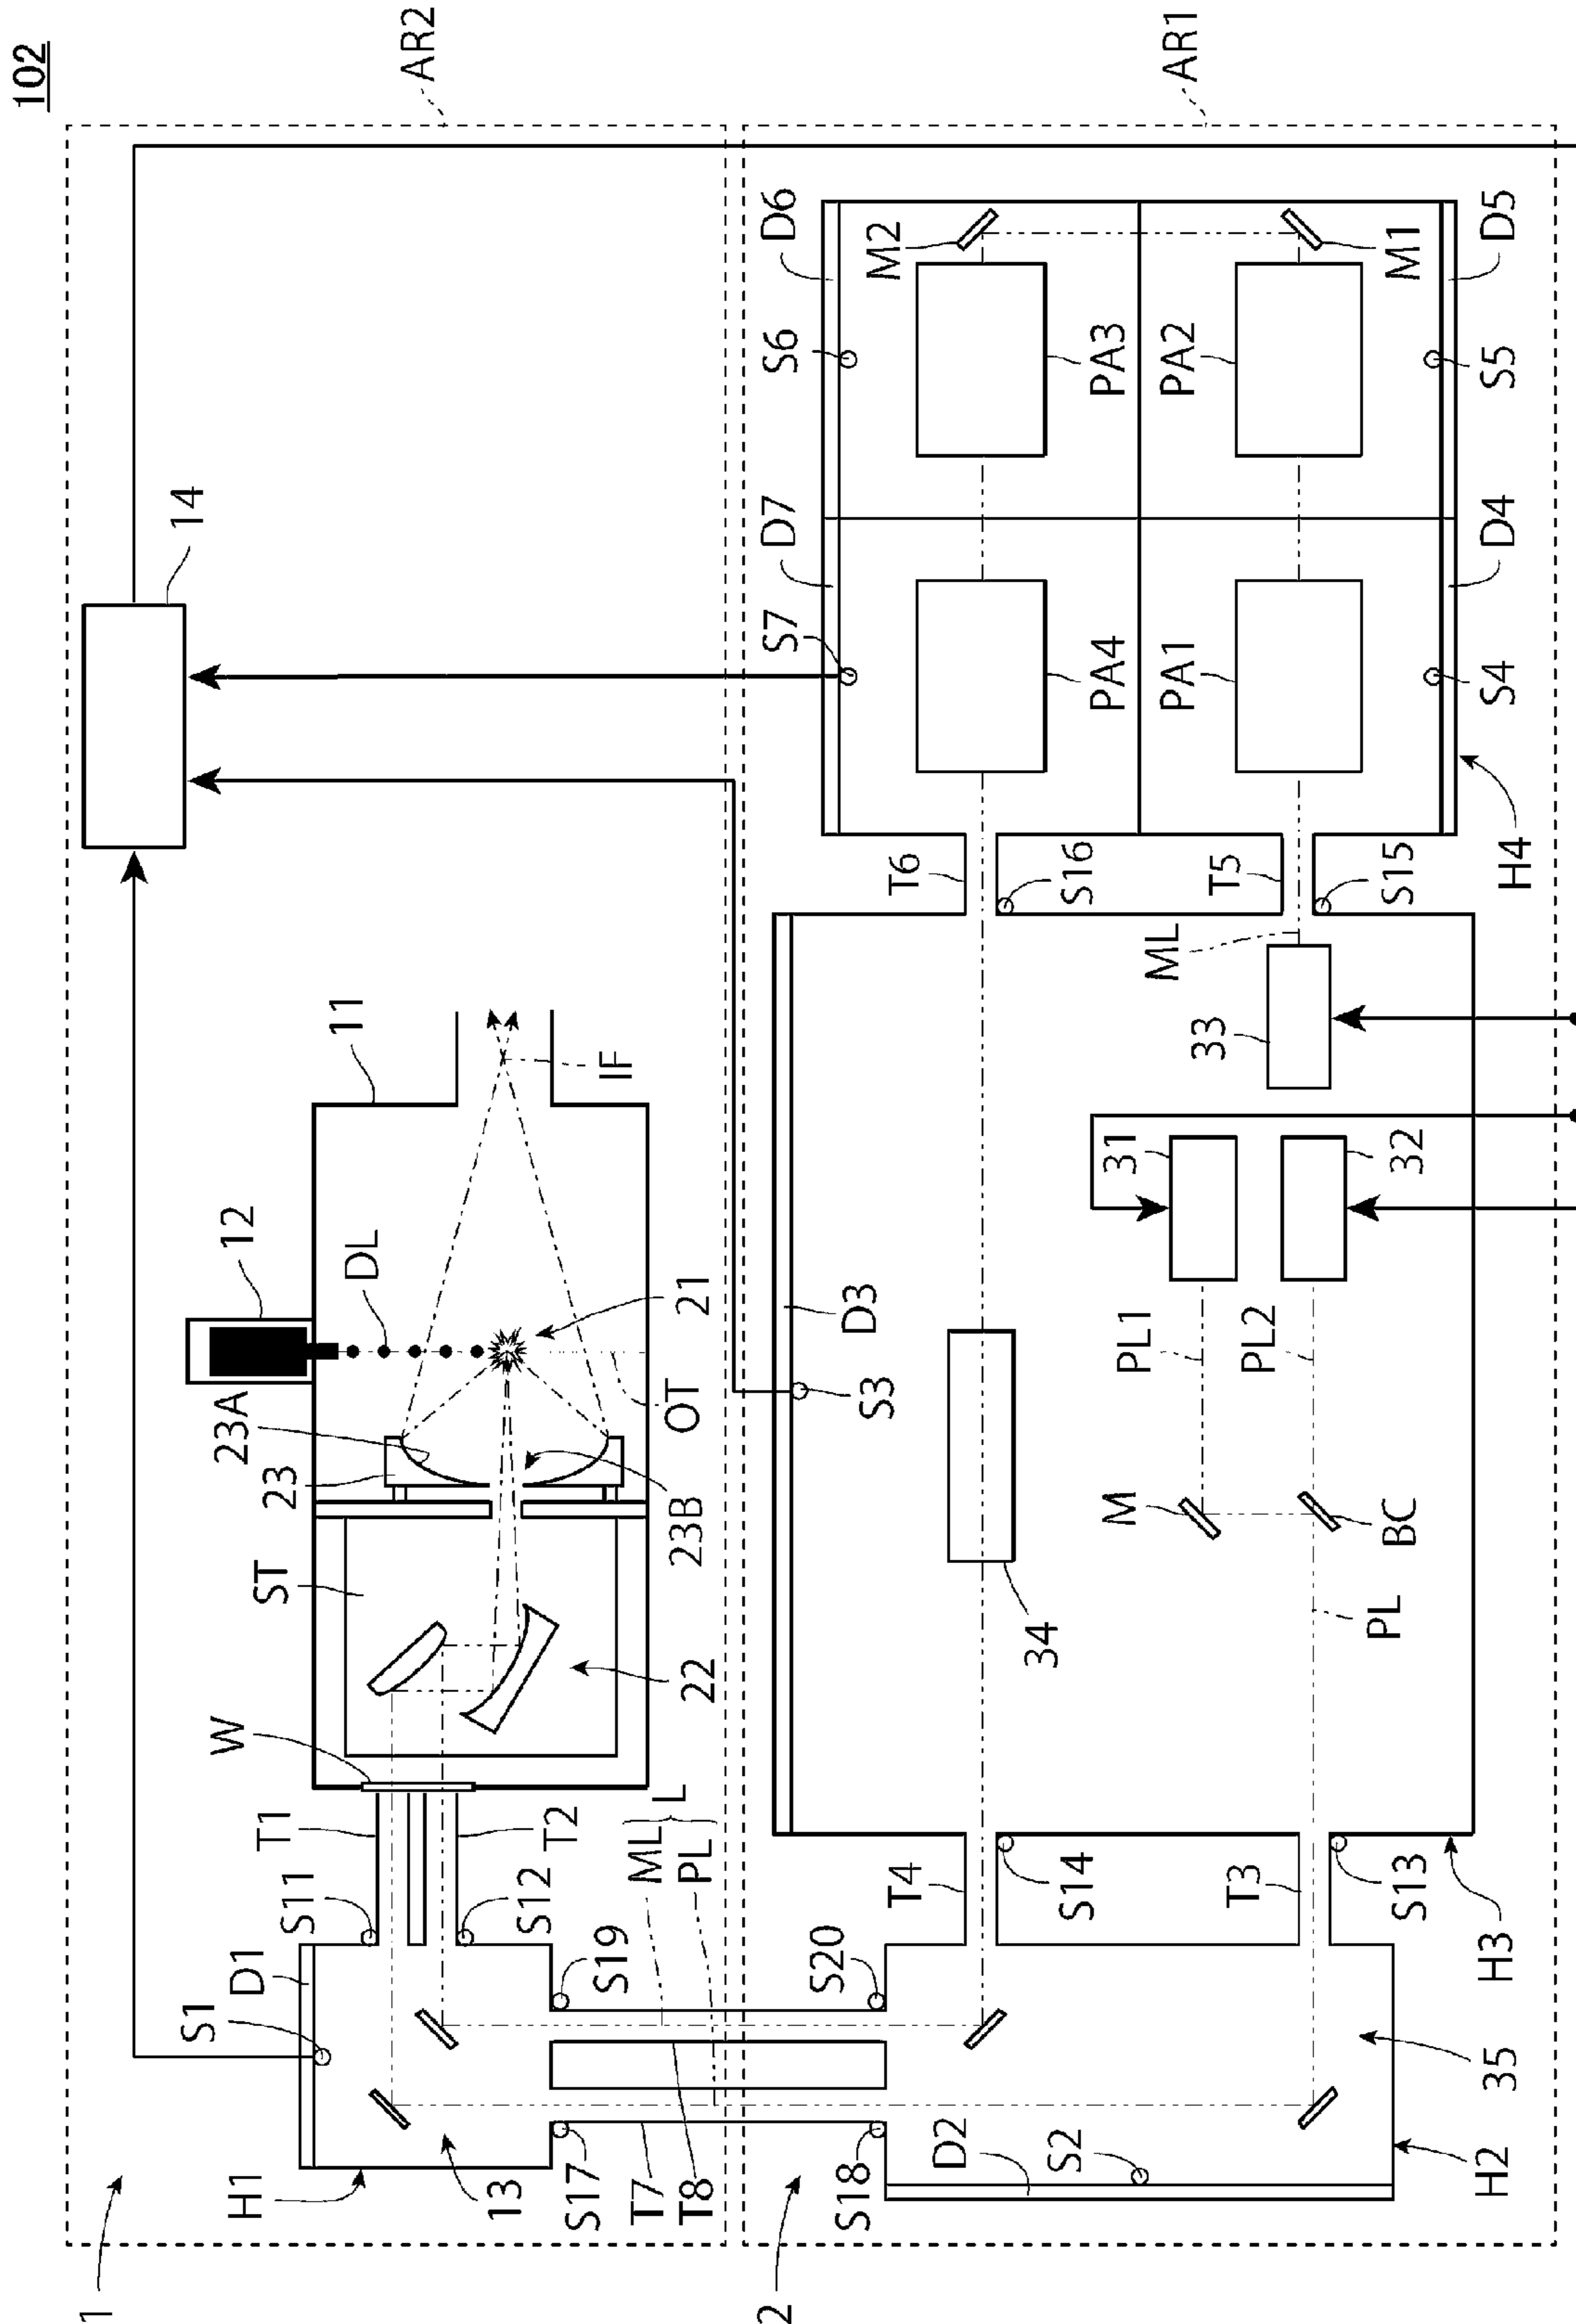 102
AR2
AR1
1
2
14
12
DL
11
IF
21
OT
23A
23
23B
ST
22
W
T1
T2
L
ML
PL
S11
S12
D1
S1
H1
13
S19
S17
T7
T8
S20
S18
D2
S2
H2
35
T4
S14
T3
S13
H3
34
D3
S3
M
BC
PL
PL1
PL2
31
32
33
ML
T6
S16
T5
S15
H4
D7
S7
PA4
PA1
S4
D4
D6
S6
M2
PA3
PA2
M1
S5
D5